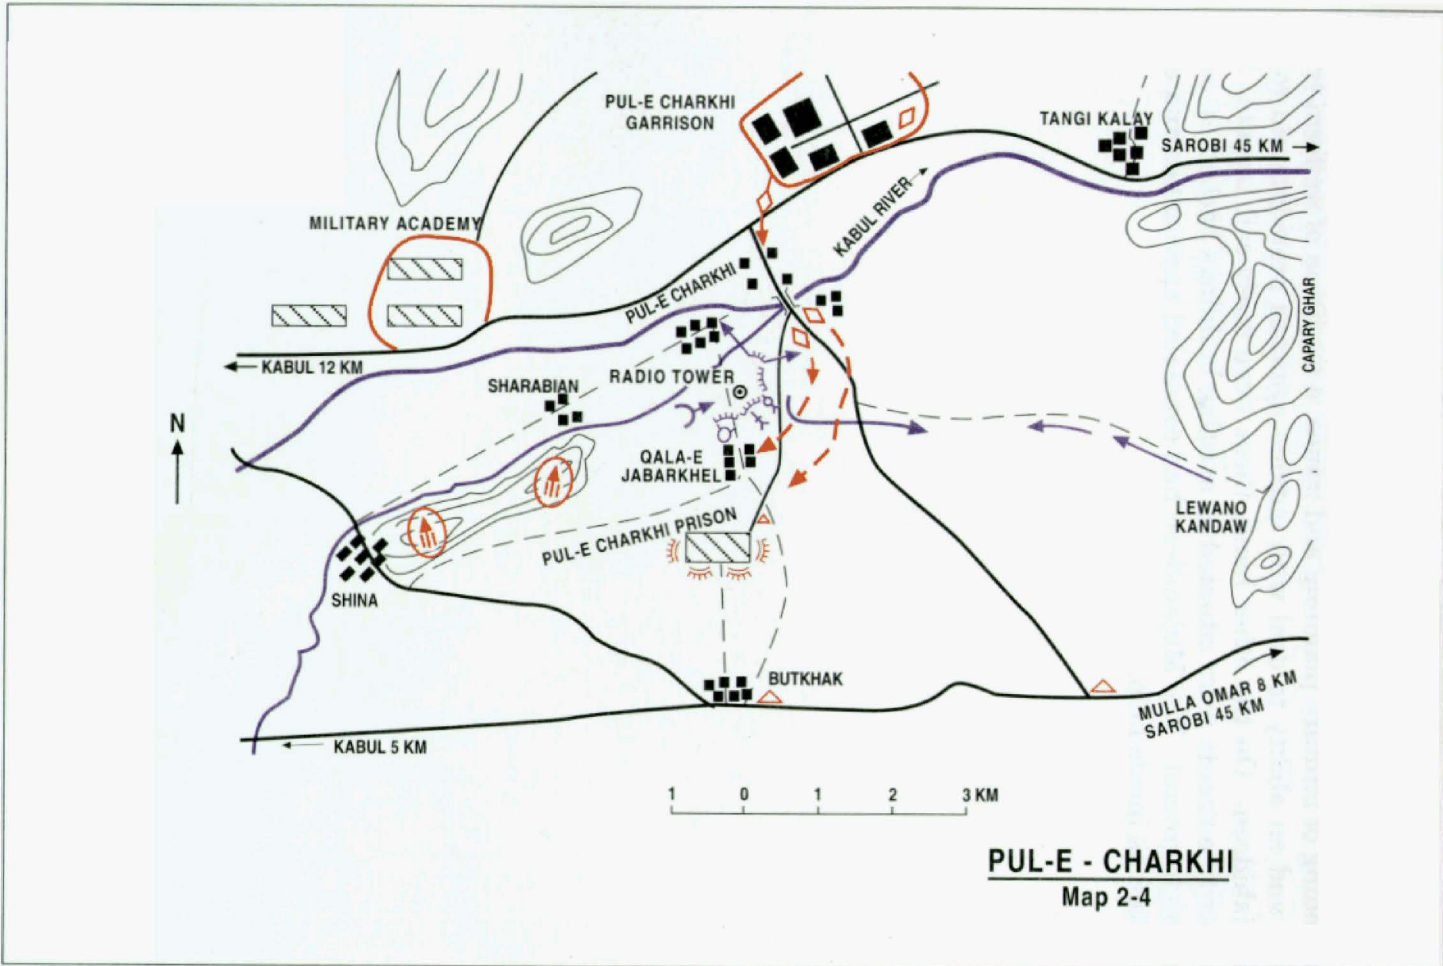 PUL-E CHARKHI
GARRISON
TANGI KALAY
SAROBI 45 KM
MILITARY ACADEMY
KABUL RIVER
PUL-E CHARKHI
CAPARY GHAR
KABUL 12 KM
RADIO TOWER
SHARABIAN
N
QALA-E
JABARKHEL
LEWANO
KANDAW
PUL-E CHARKHI PRISON
SHINA
BUTKHAK
MULLA OMAR 8 KM
SAROBI 45 KM
KABUL 5 KM
1 0 1 2 3 KM
PUL-E - CHARKHI
Map 2-4